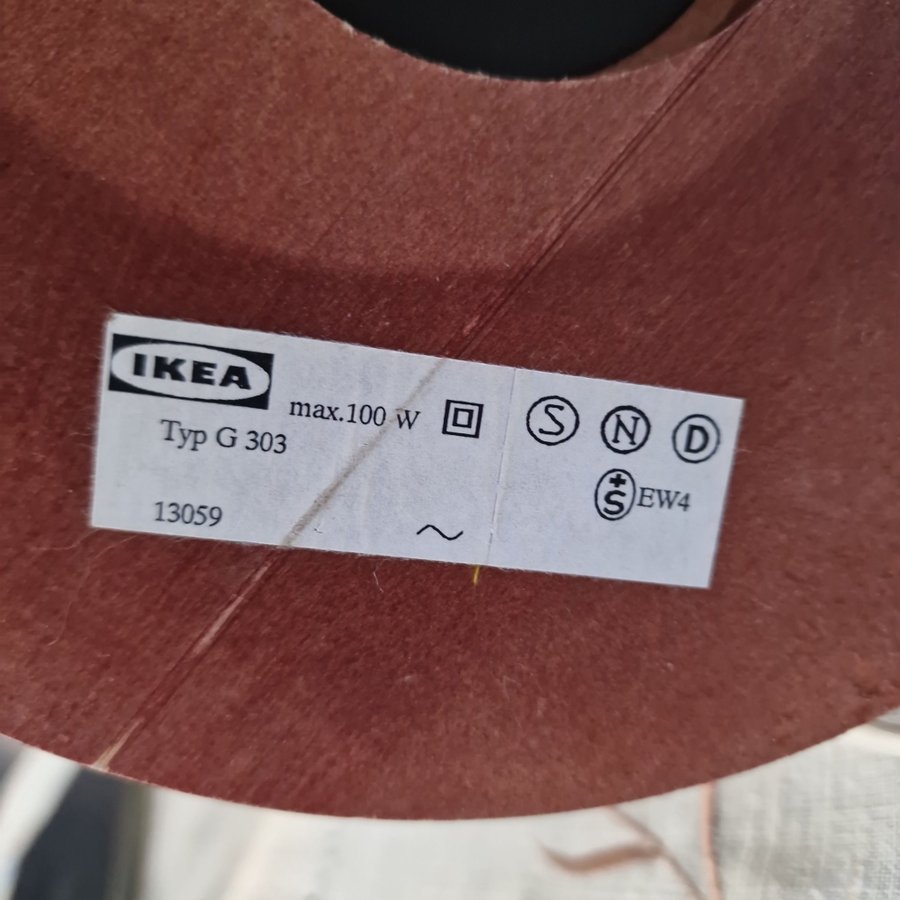 IKEA
max.100 W
Typ G 303
13059
S N D
+S EW4